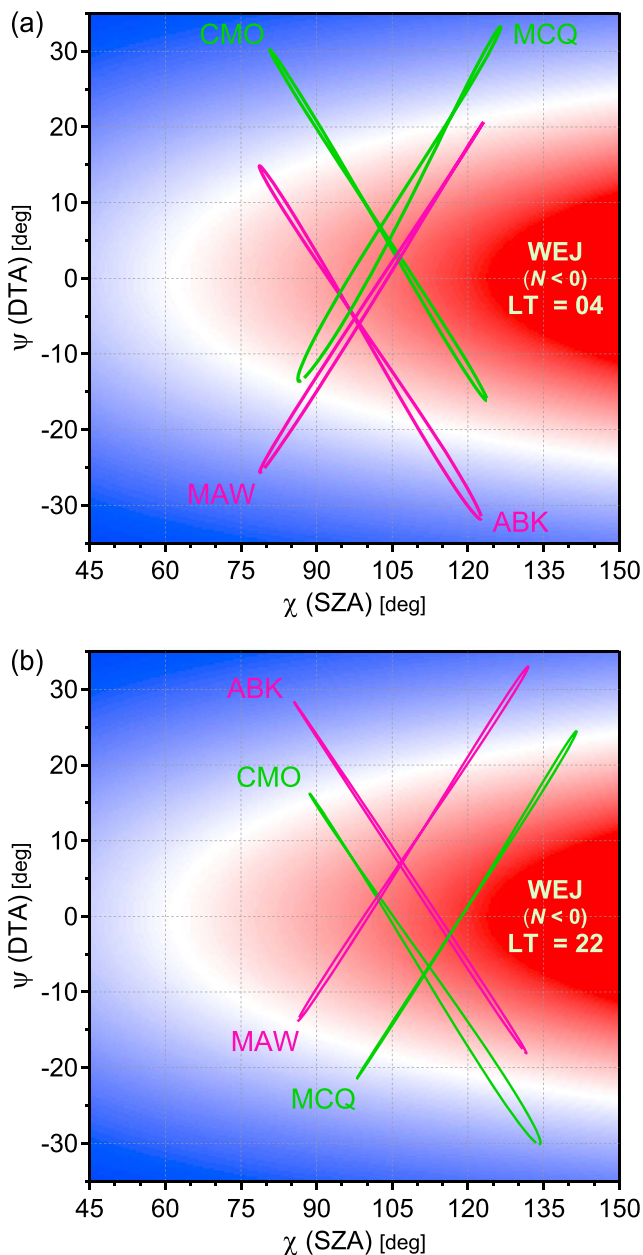 (a)
CMO
MCQ
30
20
10
0
-10
-20
-30
ψ (DTA) [deg]
WEJ
(N < 0)
LT = 04
MAW
ABK
45 60 75 90 105 120 135 150
χ (SZA) [deg]
(b)
ABK
CMO
30
20
10
0
-10
-20
-30
ψ (DTA) [deg]
WEJ
(N < 0)
LT = 22
MAW
MCQ
45 60 75 90 105 120 135 150
χ (SZA) [deg]